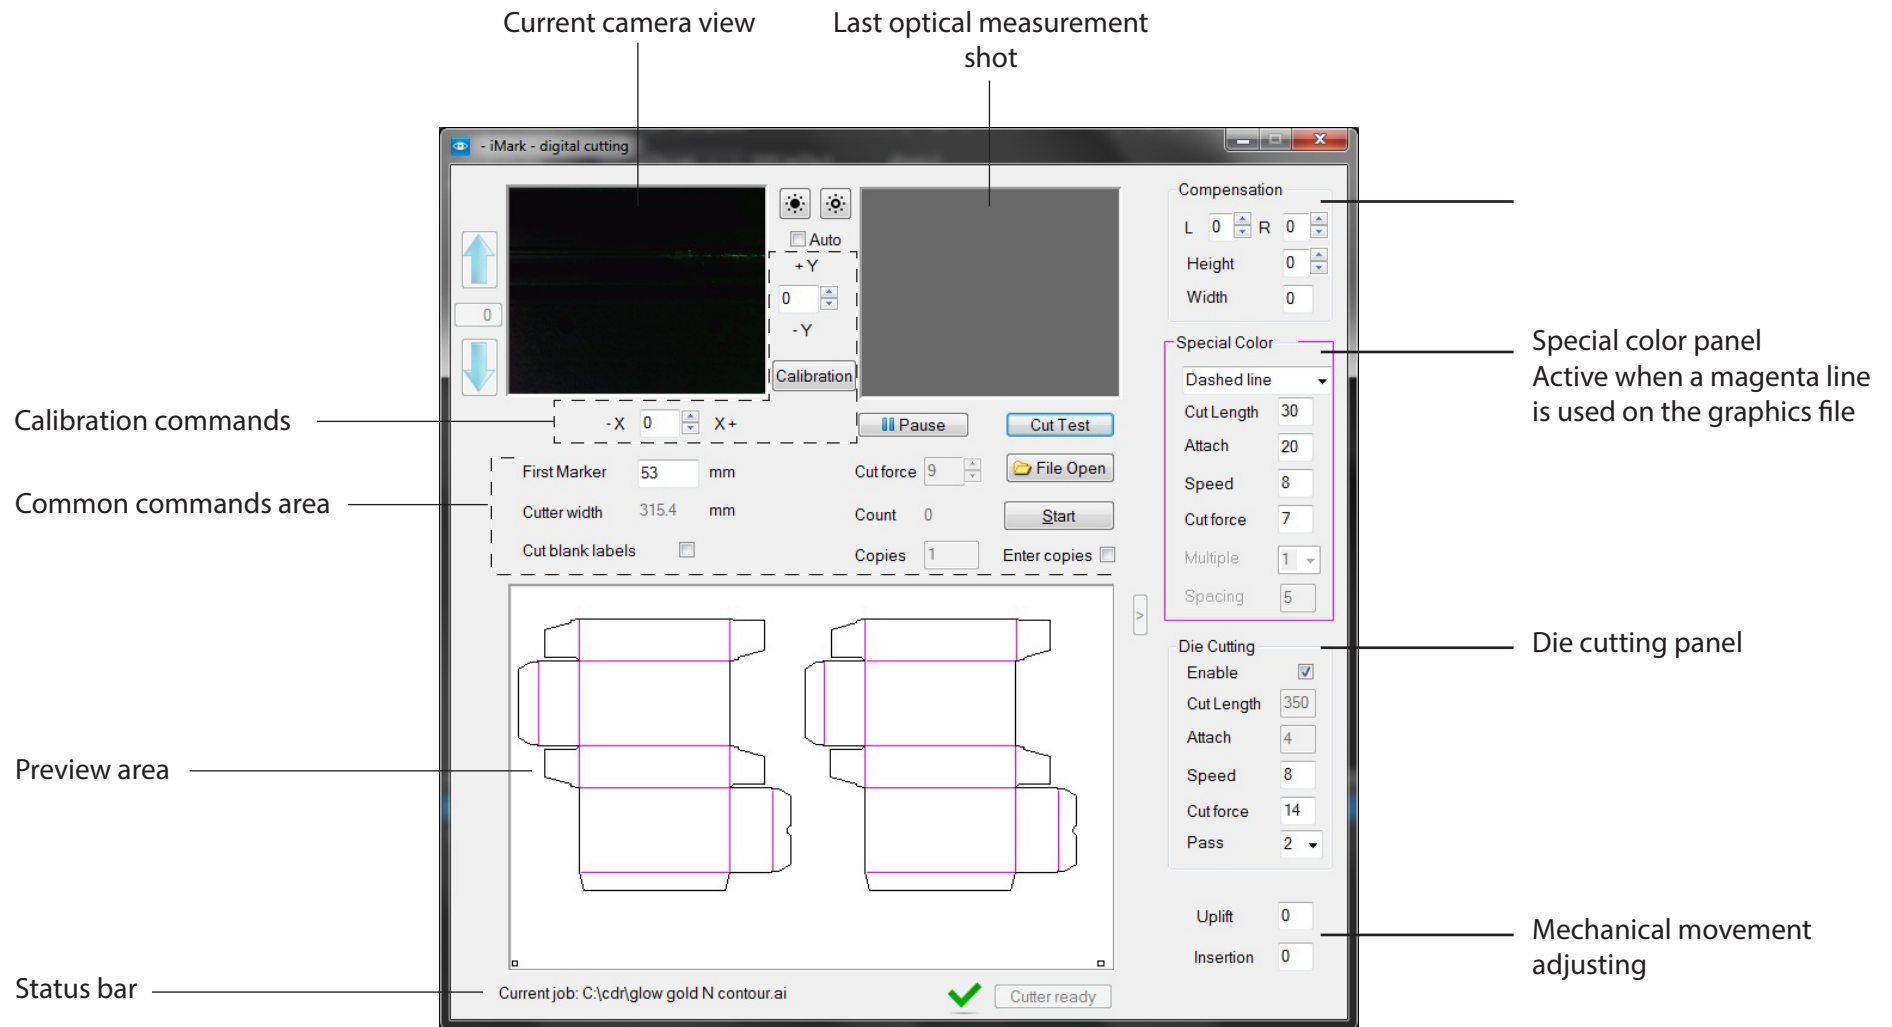 Current camera view
Last optical measurement
shot
- iMark - digital cutting
Auto
+ Y
0
- Y
Calibration
0
- X 0 X +
Pause
Cut Test
First Marker 53 mm
Cutter width 315.4 mm
Cut blank labels
Cut force 9
File Open
Count 0
Start
Copies 1
Enter copies
>
Current job: C:\cdr\glow gold N contour.ai
Cutter ready
Compensation
L 0 R 0
Height 0
Width 0
Special Color
Dashed line
Cut Length 30
Attach 20
Speed 8
Cut force 7
Multiple 1
Spacing 5
Die Cutting
Enable
Cut Length 350
Attach 4
Speed 8
Cut force 14
Pass 2
Uplift 0
Insertion 0
Calibration commands
Common commands area
Preview area
Status bar
Special color panel
Active when a magenta line
is used on the graphics file
Die cutting panel
Mechanical movement
adjusting